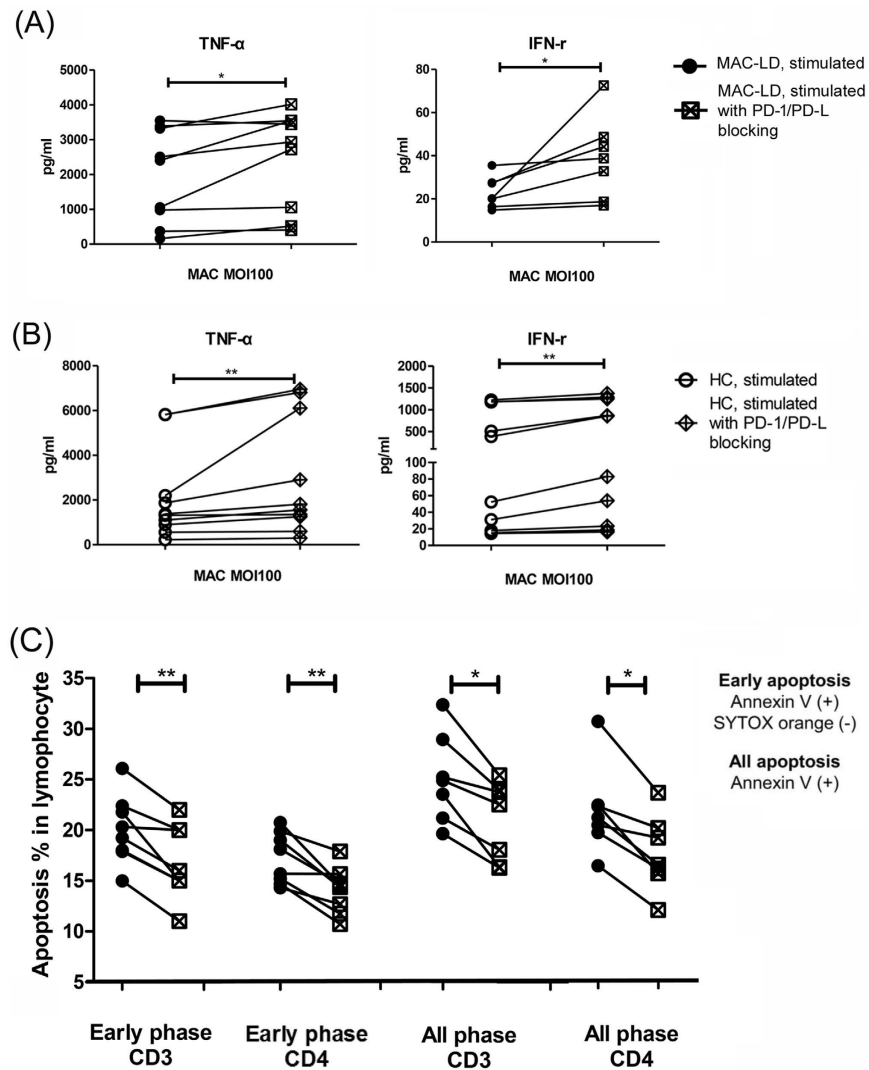 (A)
TNF-α
IFN-r
5000
4000
3000
2000
1000
0
pg/ml
*
MAC MOI100
80
60
40
20
0
pg/ml
*
MAC-LD, stimulated
MAC-LD, stimulated
with PD-1/PD-L
blocking
(B)
TNF-α
IFN-r
8000
6000
4000
2000
0
pg/ml
**
MAC MOI100
2000
1500
1000
500
100
80
60
40
20
0
pg/ml
**
MAC MOI100
HC, stimulated
HC, stimulated
with PD-1/PD-L
blocking
(C)
Apoptosis % in lymophocyte
35
30
25
20
15
10
5
**
**
*
*
Early phase
CD3
Early phase
CD4
All phase
CD3
All phase
CD4
Early apoptosis
Annexin V (+)
SYTOX orange (-)
All apoptosis
Annexin V (+)